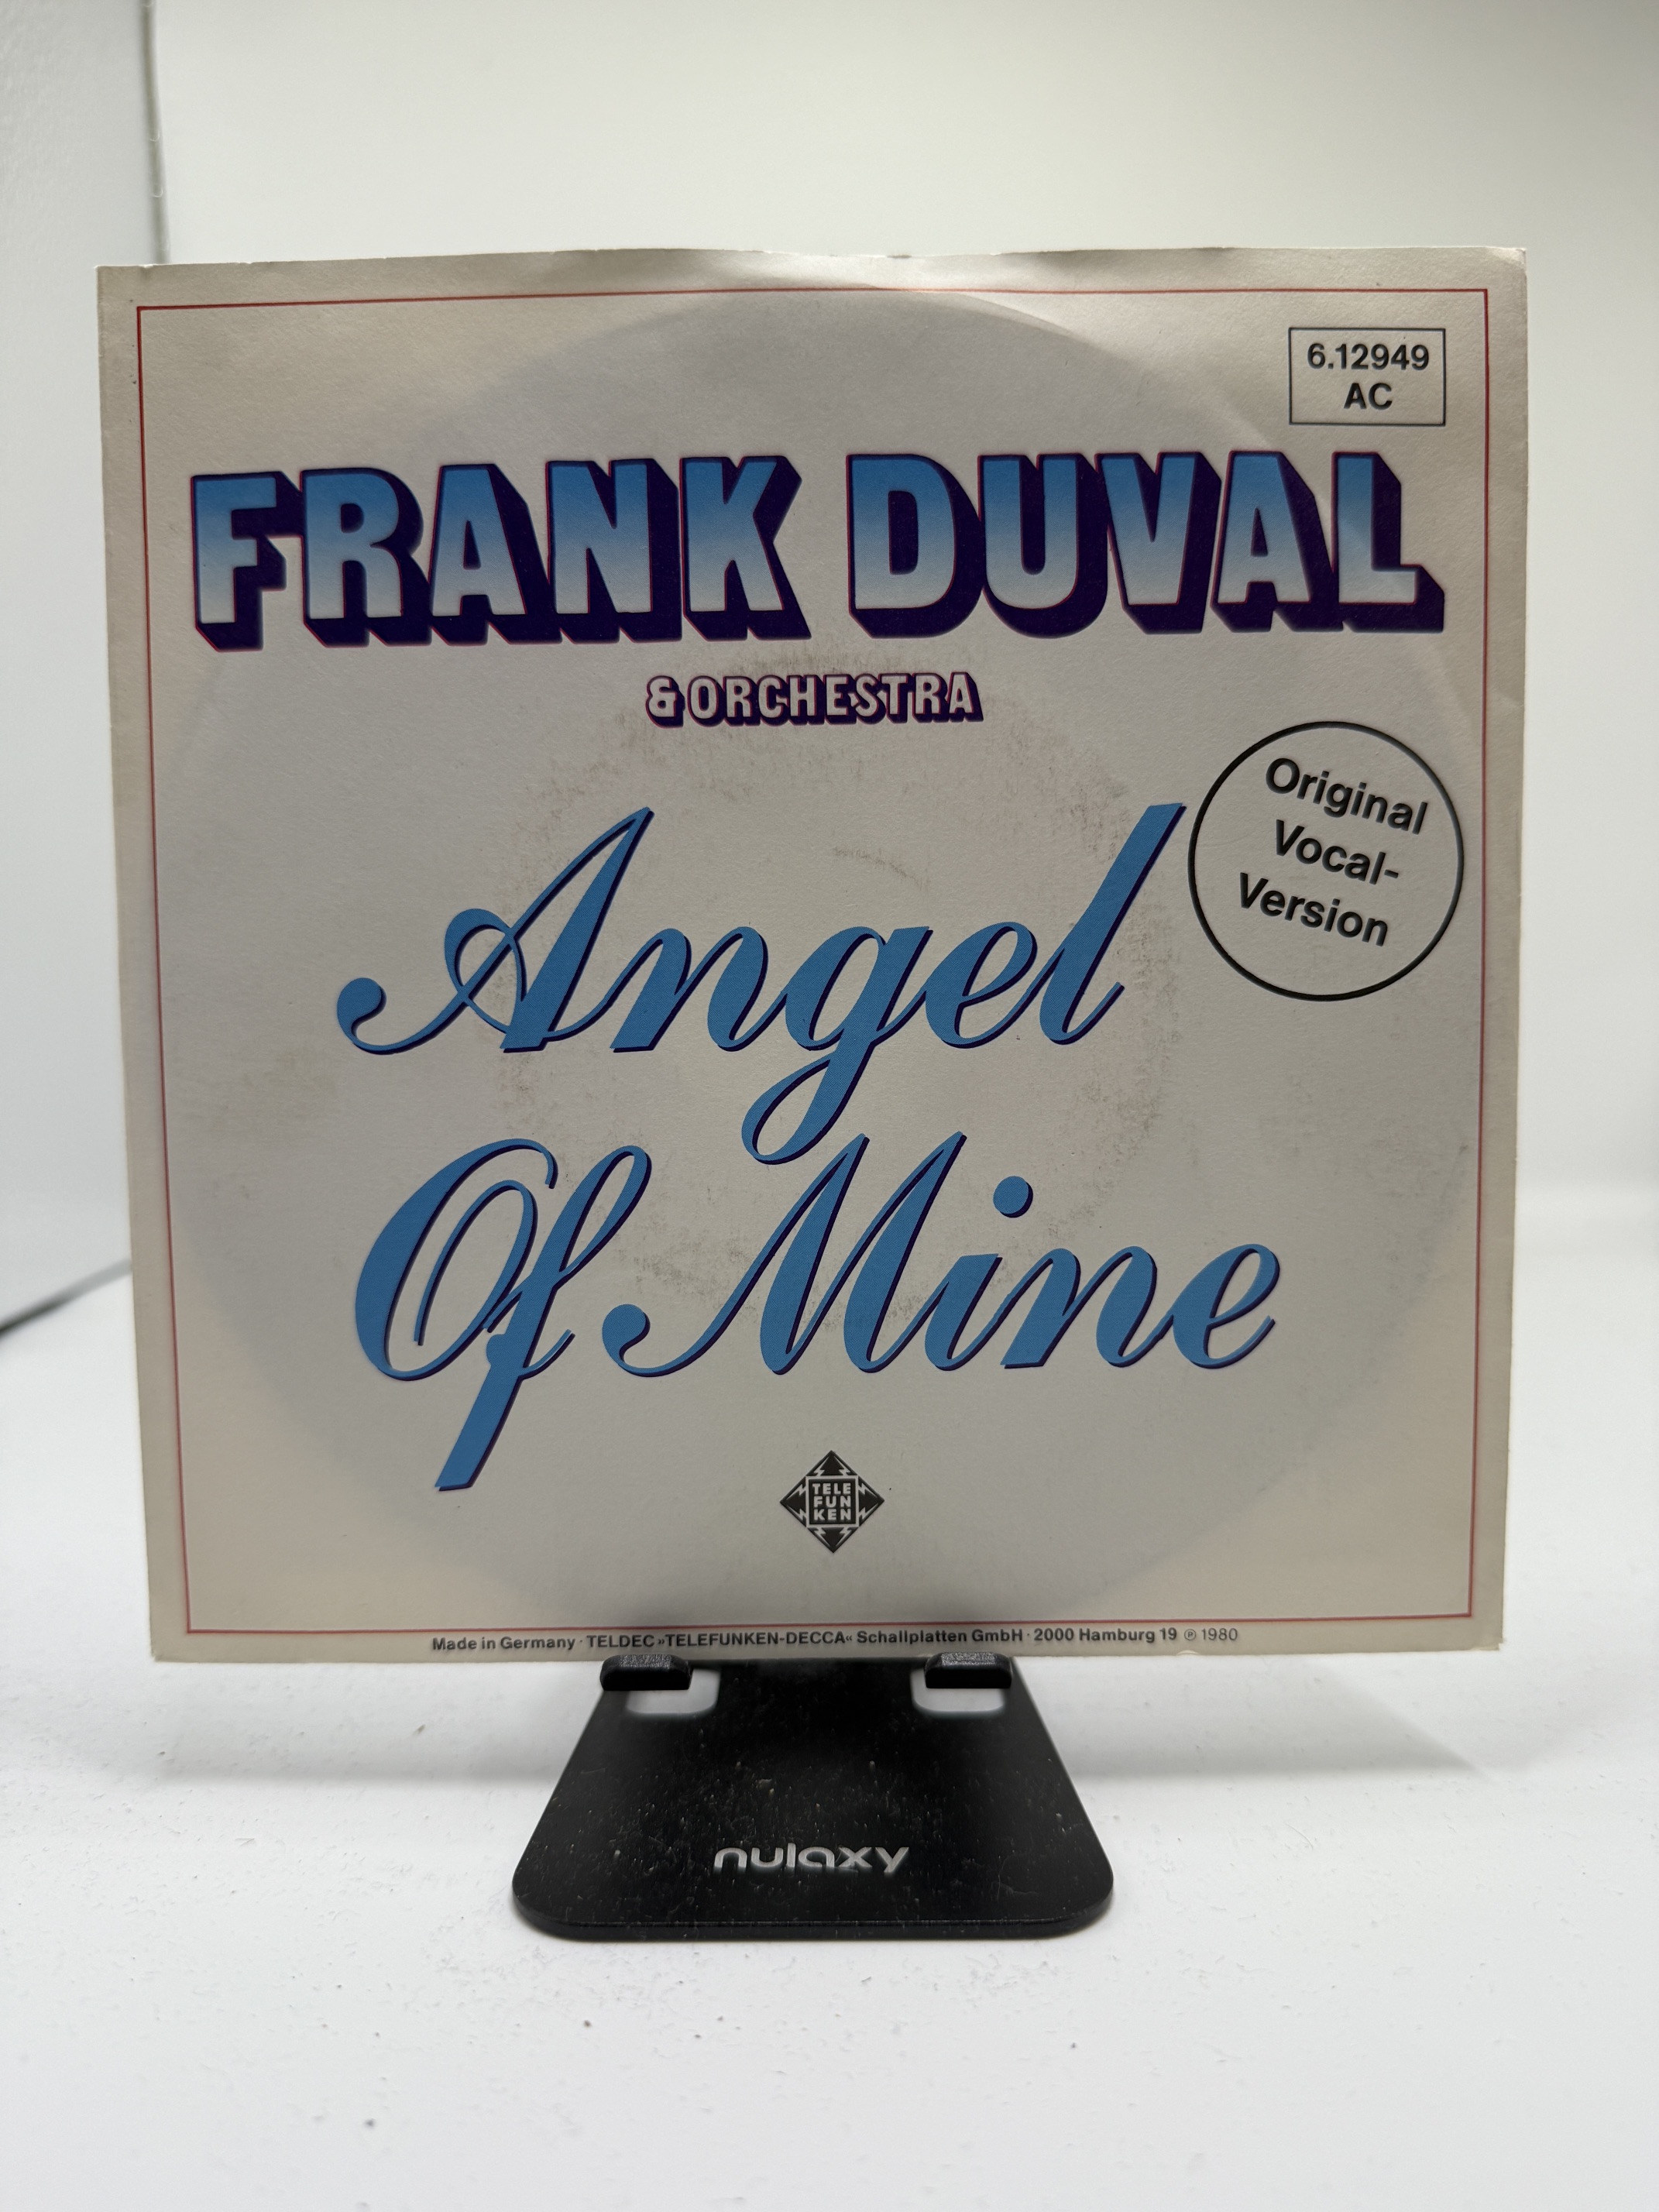 6.12949
AC
FRANK DUVAL
& ORCHESTRA
Original
Vocal-
Version
Angel
Of Mine
TELE
FUN
KEN
Made in Germany · TELDEC »TELEFUNKEN-DECCA« Schallplatten GmbH · 2000 Hamburg 19 ℗ 1980
nulaxy